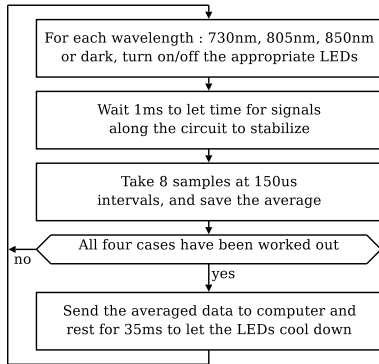 For each wavelength : 730nm, 805nm, 850nm
or dark, turn on/off the appropriate LEDs
Wait 1ms to let time for signals
along the circuit to stabilize
Take 8 samples at 150us
intervals, and save the average
All four cases have been worked out
no
yes
Send the averaged data to computer and
rest for 35ms to let the LEDs cool down